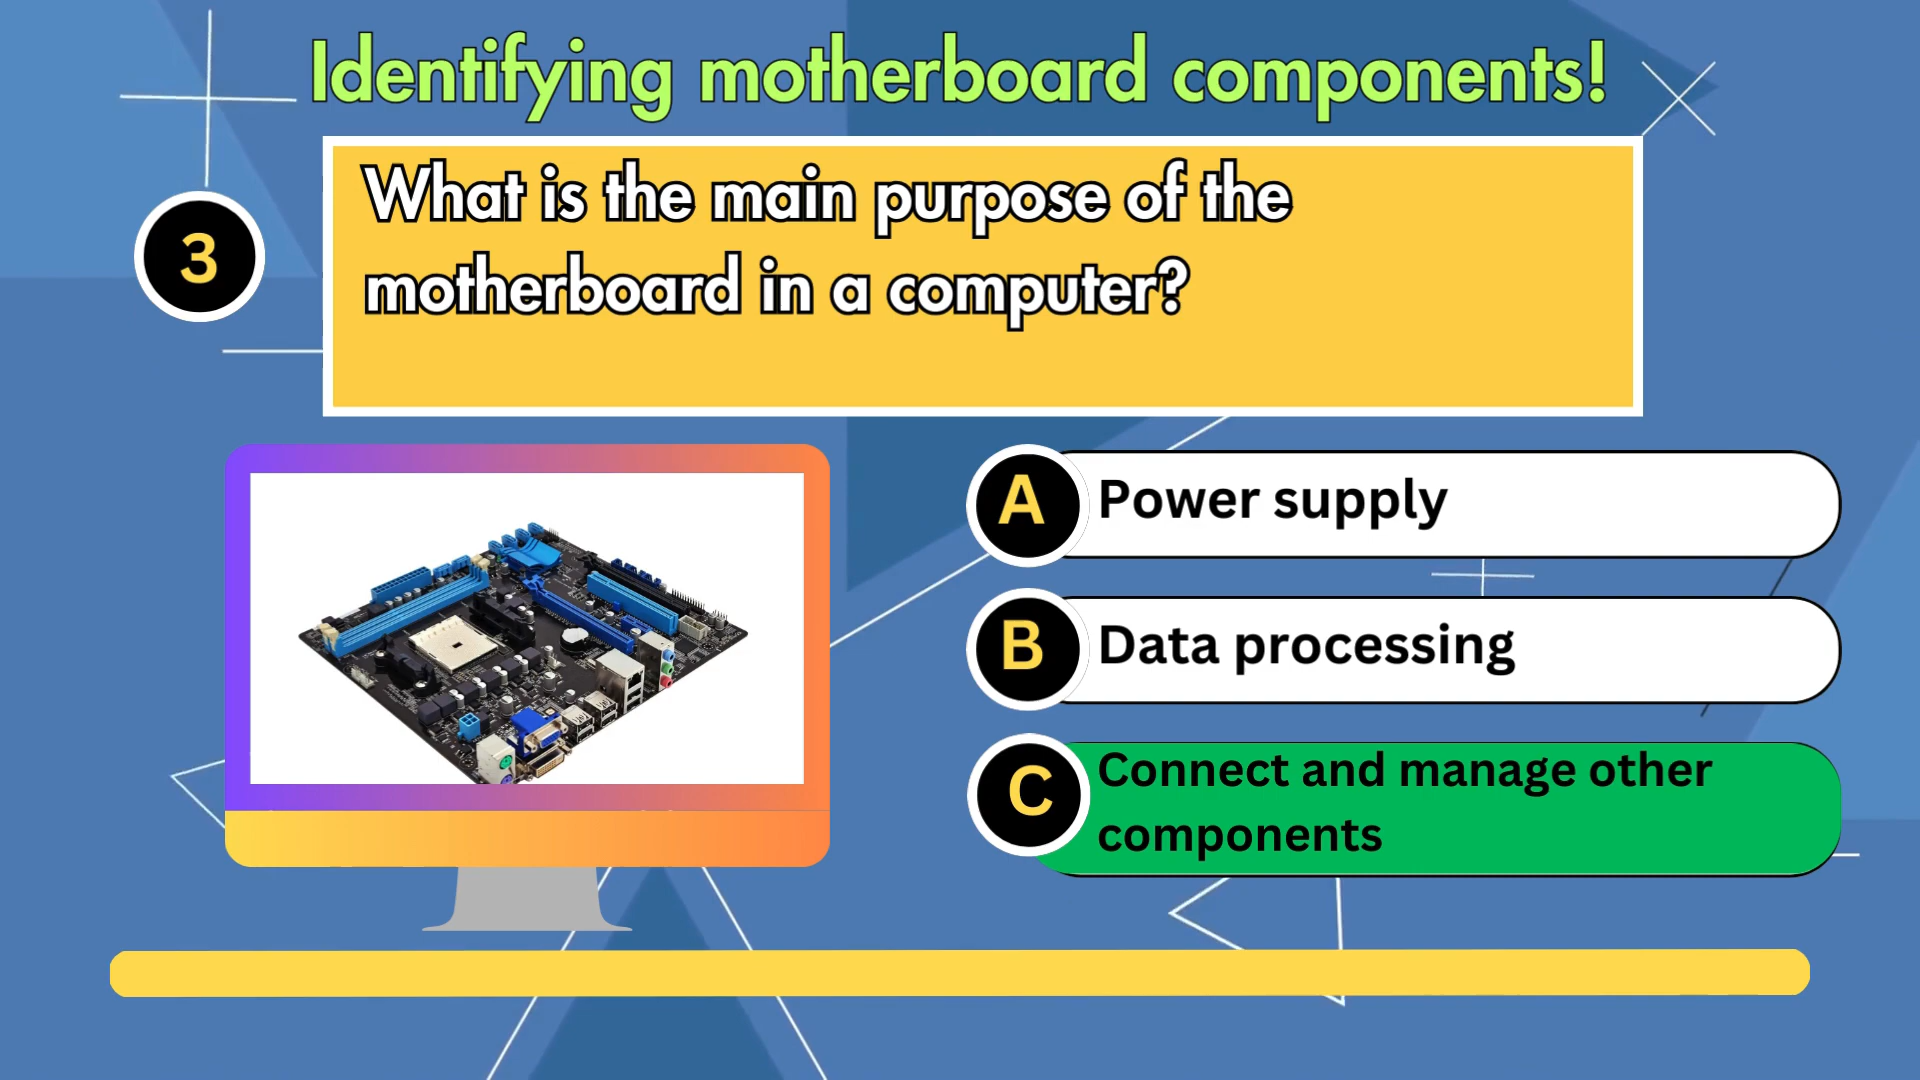 Identifying motherboard components!
3
What is the main purpose of the
motherboard in a computer?
A
Power supply
B
Data processing
C
Connect and manage other
components